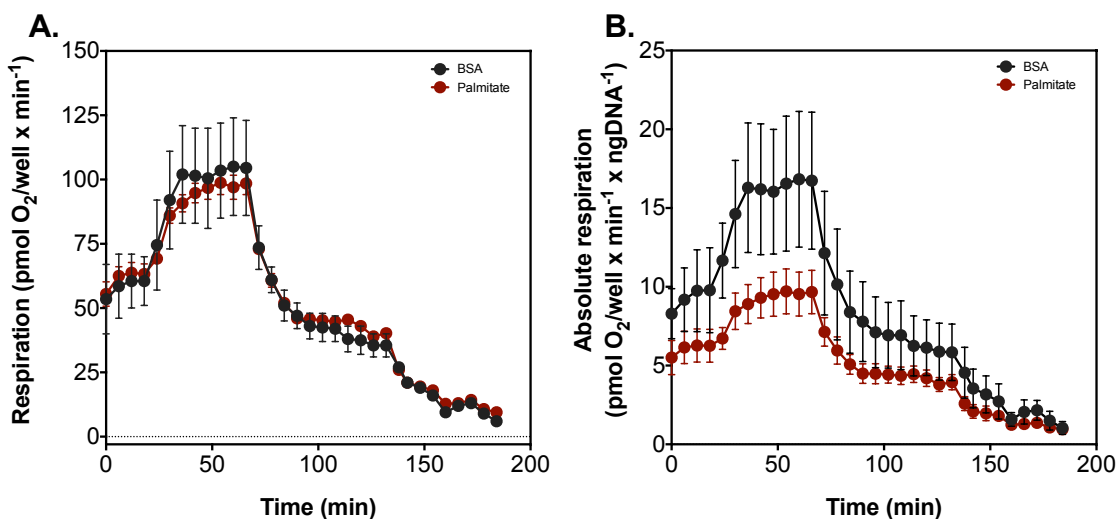 A.
Respiration (pmol O₂/well x min⁻¹)
150
125
100
75
50
25
0
0 50 100 150 200
Time (min)
BSA
Palmitate
B.
Absolute respiration
(pmol O₂/well x min⁻¹ x ngDNA⁻¹)
25
20
15
10
5
0
0 50 100 150 200
Time (min)
BSA
Palmitate